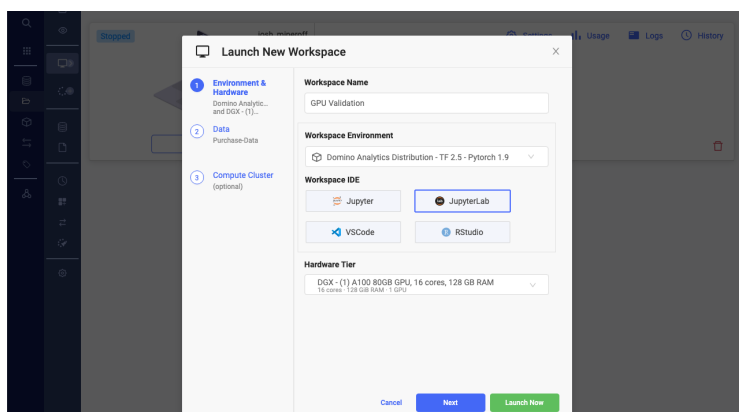 Stopped
josh_mineroff
Settings
Usage
Logs
History
Launch New Workspace
1
Environment & Hardware
Domino Analytic...
and DGX - (1)...
2
Data
Purchase-Data
3
Compute Cluster
(optional)
Workspace Name
GPU Validation
Workspace Environment
Domino Analytics Distribution - TF 2.5 - Pytorch 1.9
Workspace IDE
Jupyter
JupyterLab
VSCode
RStudio
Hardware Tier
DGX - (1) A100 80GB GPU, 16 cores, 128 GB RAM
16 cores · 128 GiB RAM · 1 GPU
Cancel
Next
Launch Now